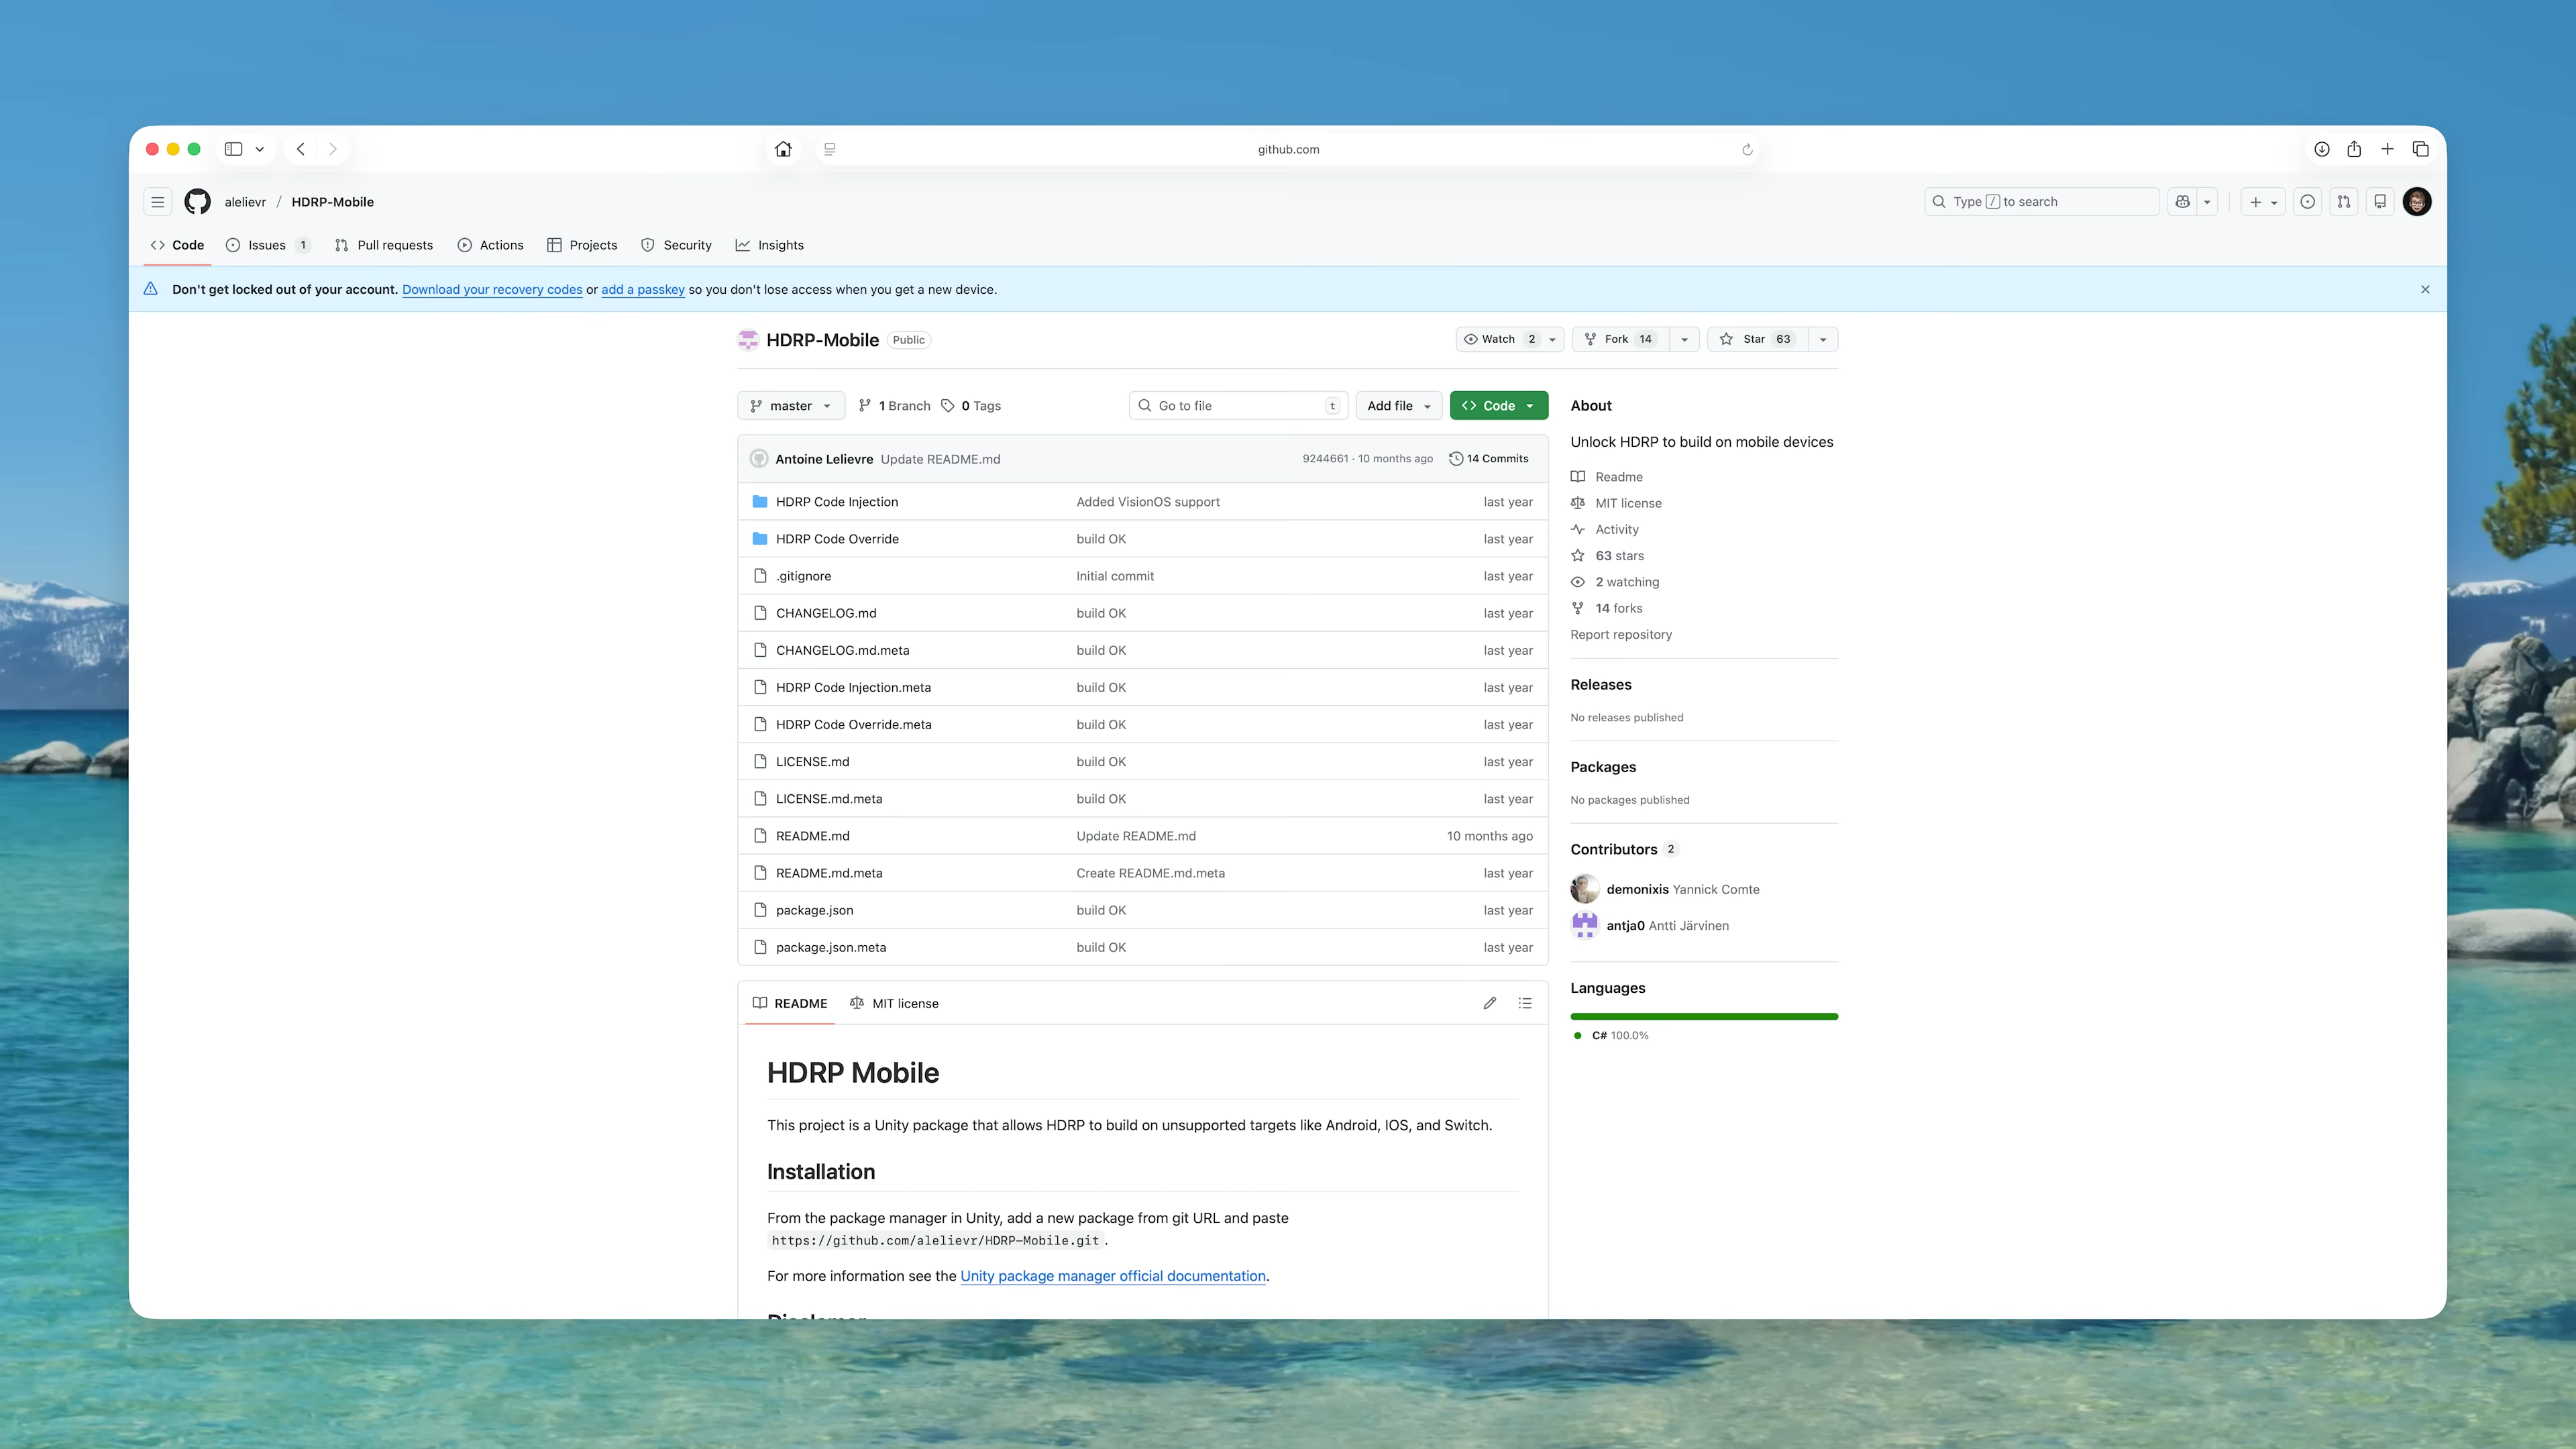 github.com
alelievr / HDRP-Mobile
Type / to search
Code
Issues 1
Pull requests
Actions
Projects
Security
Insights
Don't get locked out of your account. Download your recovery codes or add a passkey so you don't lose access when you get a new device.
HDRP-Mobile Public
Watch 2
Fork 14
Star 63
master
1 Branch
0 Tags
Go to file t
Add file
Code
Antoine Lelievre Update README.md 9244661 · 10 months ago 14 Commits
HDRP Code Injection Added VisionOS support last year
HDRP Code Override build OK last year
.gitignore Initial commit last year
CHANGELOG.md build OK last year
CHANGELOG.md.meta build OK last year
HDRP Code Injection.meta build OK last year
HDRP Code Override.meta build OK last year
LICENSE.md build OK last year
LICENSE.md.meta build OK last year
README.md Update README.md 10 months ago
README.md.meta Create README.md.meta last year
package.json build OK last year
package.json.meta build OK last year
README
MIT license
HDRP Mobile
This project is a Unity package that allows HDRP to build on unsupported targets like Android, IOS, and Switch.
Installation
From the package manager in Unity, add a new package from git URL and paste
https://github.com/alelievr/HDRP-Mobile.git .
For more information see the Unity package manager official documentation.
About
Unlock HDRP to build on mobile devices
Readme
MIT license
Activity
63 stars
2 watching
14 forks
Report repository
Releases
No releases published
Packages
No packages published
Contributors 2
demonixis Yannick Comte
antja0 Antti Järvinen
Languages
C# 100.0%